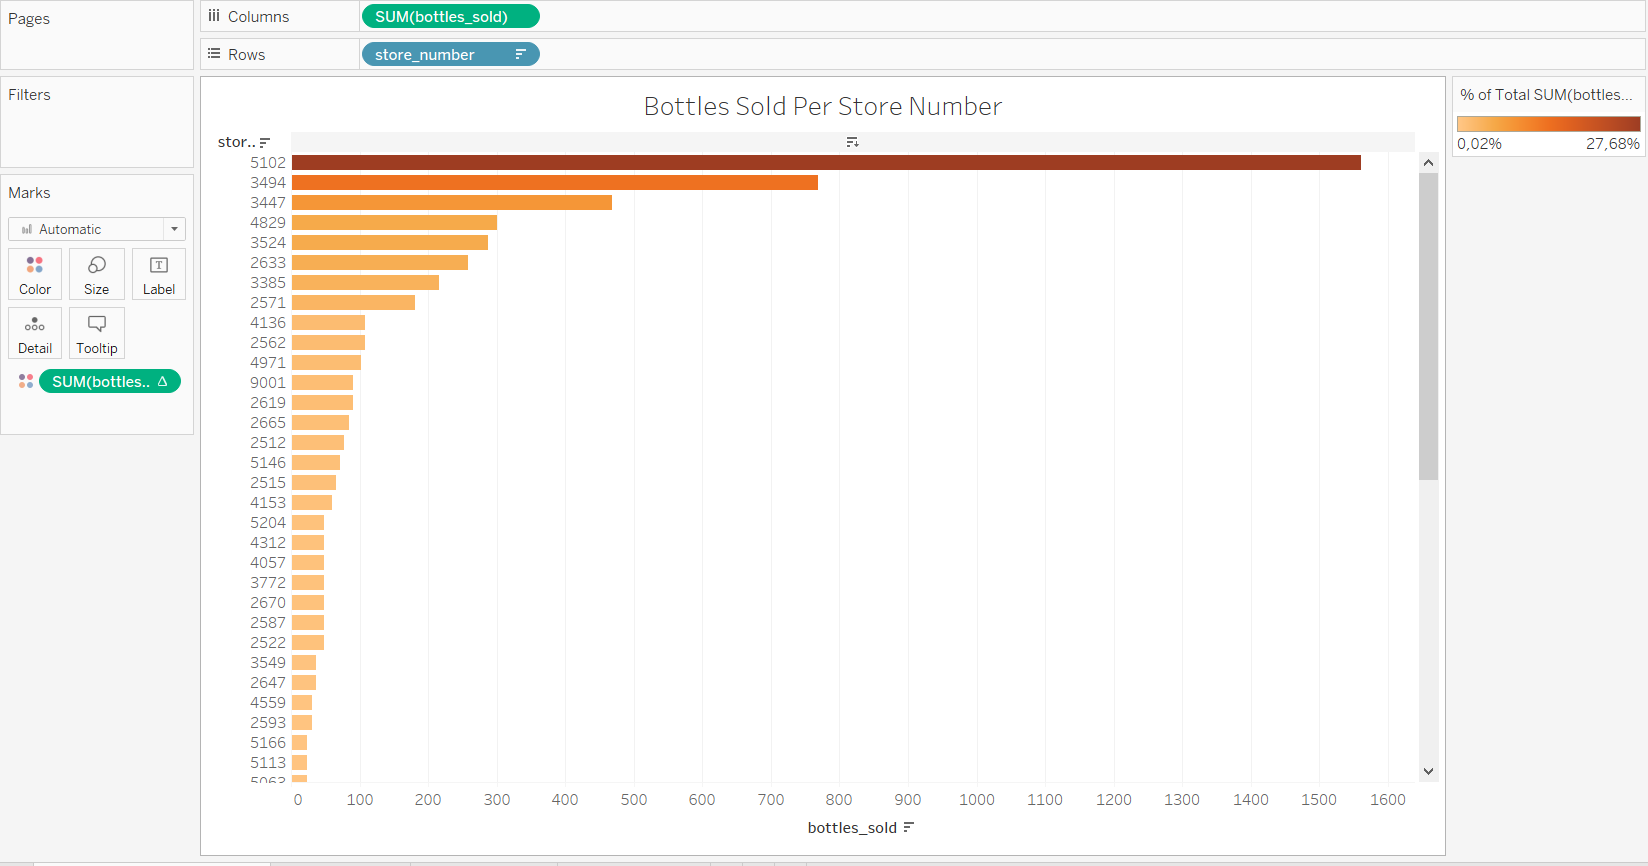 Pages
Columns
SUM(bottles_sold)
Rows
store_number
Filters
Marks
Automatic
Color
Size
T
Label
Detail
Tooltip
SUM(bottles.. Δ
Bottles Sold Per Store Number
stor..
5102
3494
3447
4829
3524
2633
3385
2571
4136
2562
4971
9001
2619
2665
2512
5146
2515
4153
5204
4312
4057
3772
2670
2587
2522
3549
2647
4559
2593
5166
5113
5063
0 100 200 300 400 500 600 700 800 900 1000 1100 1200 1300 1400 1500 1600
bottles_sold
% of Total SUM(bottles...
0,02% 27,68%